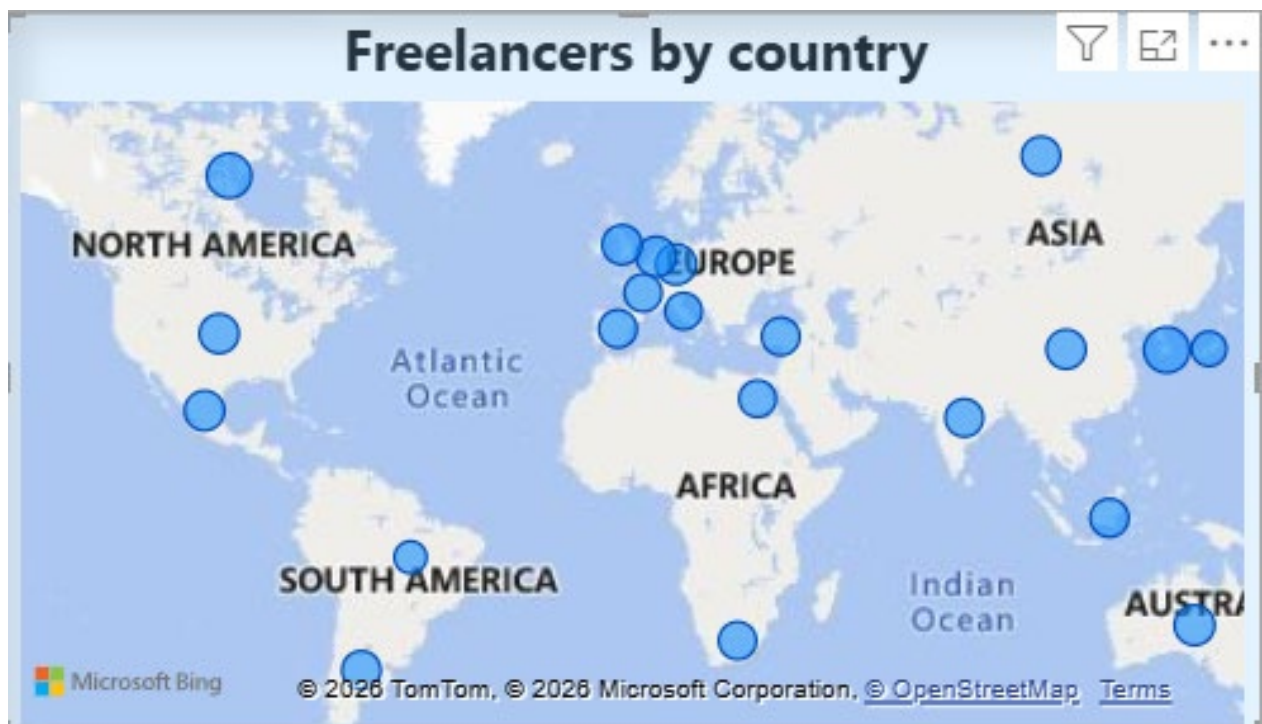 Freelancers by country
NORTH AMERICA
EUROPE
ASIA
Atlantic
Ocean
AFRICA
SOUTH AMERICA
Indian
Ocean
AUSTRA
Microsoft Bing
© 2026 TomTom, © 2026 Microsoft Corporation, © OpenStreetMap Terms